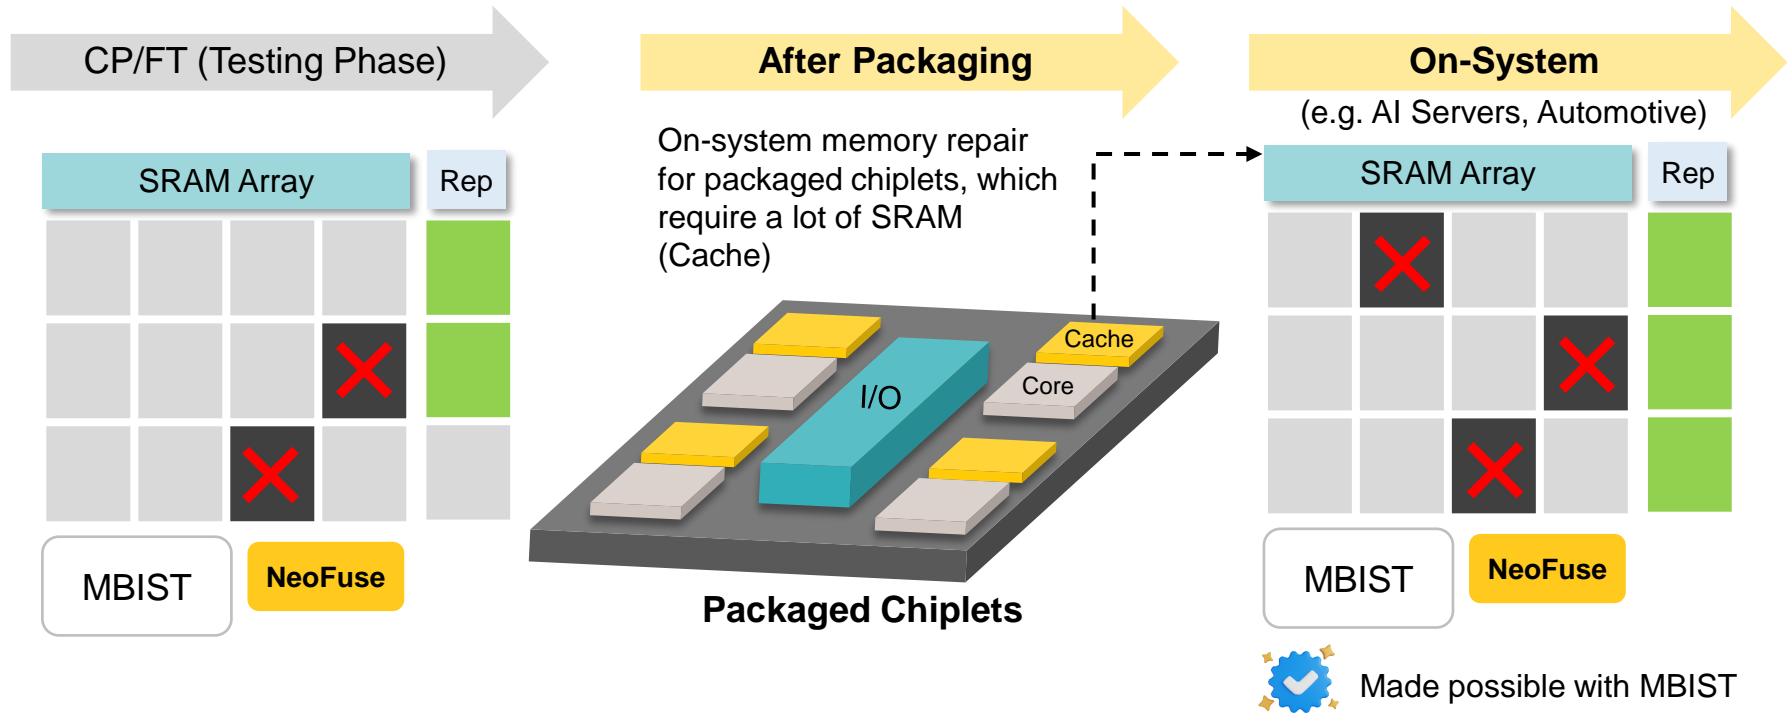 CP/FT (Testing Phase)
After Packaging
On-System
(e.g. AI Servers, Automotive)
SRAM Array
Rep
MBIST
NeoFuse
On-system memory repair
for packaged chiplets, which
require a lot of SRAM
(Cache)
Cache
Core
I/O
Packaged Chiplets
SRAM Array
Rep
MBIST
NeoFuse
Made possible with MBIST